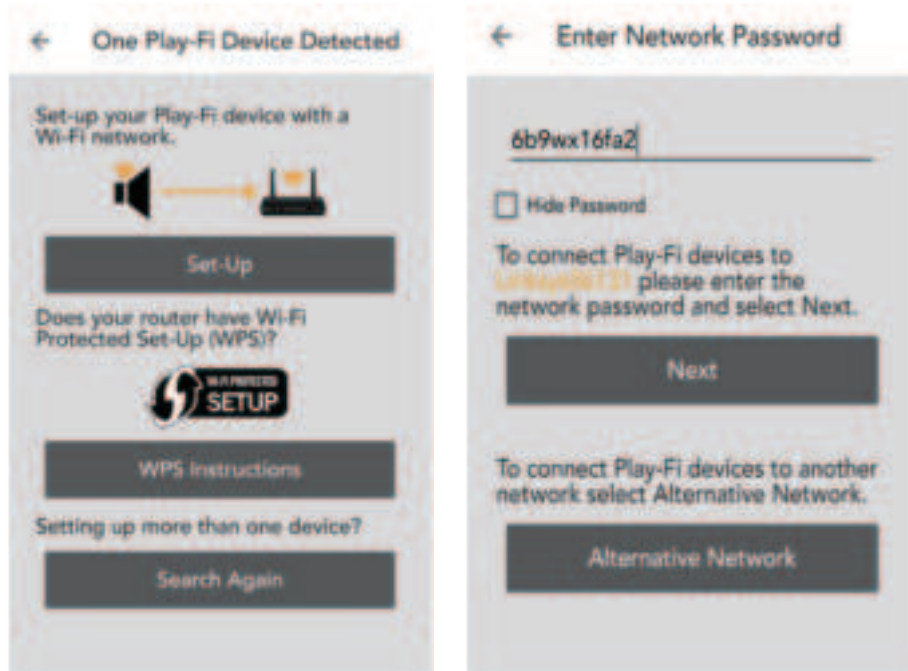 One Play-Fi Device Detected
Set-up your Play-Fi device with a
Wi-Fi network.
Set-Up
Does your router have Wi-Fi
Protected Set-Up (WPS)?
WI-FI PROTECTED
SETUP
WPS Instructions
Setting up more than one device?
Search Again
Enter Network Password
6b9wx16fa2
Hide Password
To connect Play-Fi devices to
please enter the
network password and select Next.
Next
To connect Play-Fi devices to another
network select Alternative Network.
Alternative Network